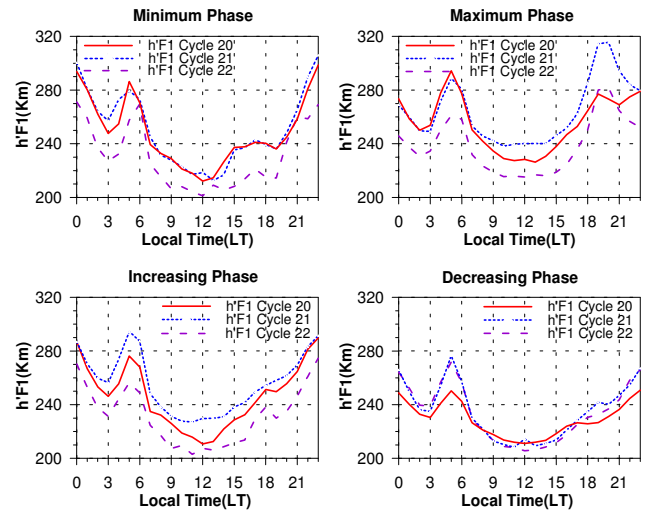 Minimum Phase
h'F1(Km)
320
280
240
200
h'F1 Cycle 20
h'F1 Cycle 21
h'F1 Cycle 22
0 3 6 9 12 15 18 21
Local Time(LT)
Maximum Phase
h'F1(Km)
320
280
240
200
h'F1 Cycle 20
h'F1 Cycle 21
h'F1 Cycle 22
0 3 6 9 12 15 18 21
Local Time(LT)
Increasing Phase
h'F1(Km)
320
280
240
200
h'F1 Cycle 20
h'F1 Cycle 21
h'F1 Cycle 22
0 3 6 9 12 15 18 21
Local Time(LT)
Decreasing Phase
h'F1(Km)
320
280
240
200
h'F1 Cycle 20
h'F1 Cycle 21
h'F1 Cycle 22
0 3 6 9 12 15 18 21
Local Time(LT)